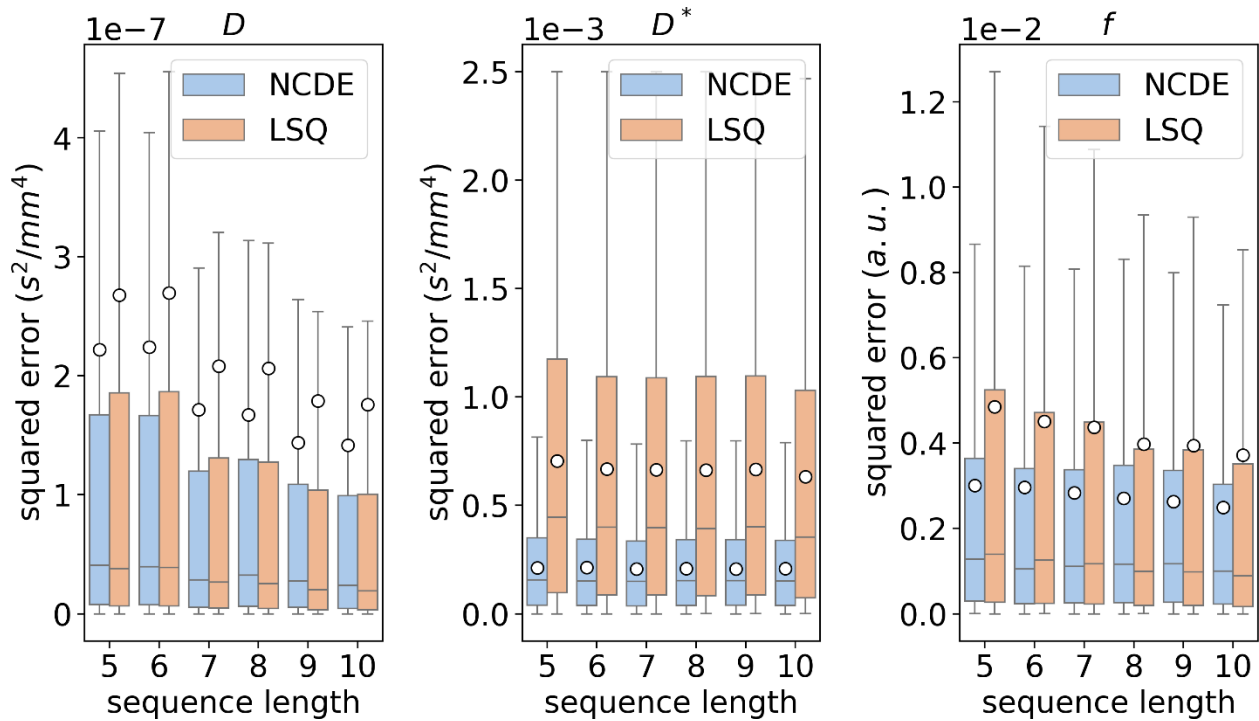 1e−7
D
NCDE
LSQ
squared error (s²/mm⁴)
4
3
2
1
0
5 6 7 8 9 10
sequence length
1e−3
D*
NCDE
LSQ
squared error (s²/mm⁴)
2.5
2.0
1.5
1.0
0.5
0.0
5 6 7 8 9 10
sequence length
1e−2
f
NCDE
LSQ
squared error (a.u.)
1.2
1.0
0.8
0.6
0.4
0.2
0.0
5 6 7 8 9 10
sequence length